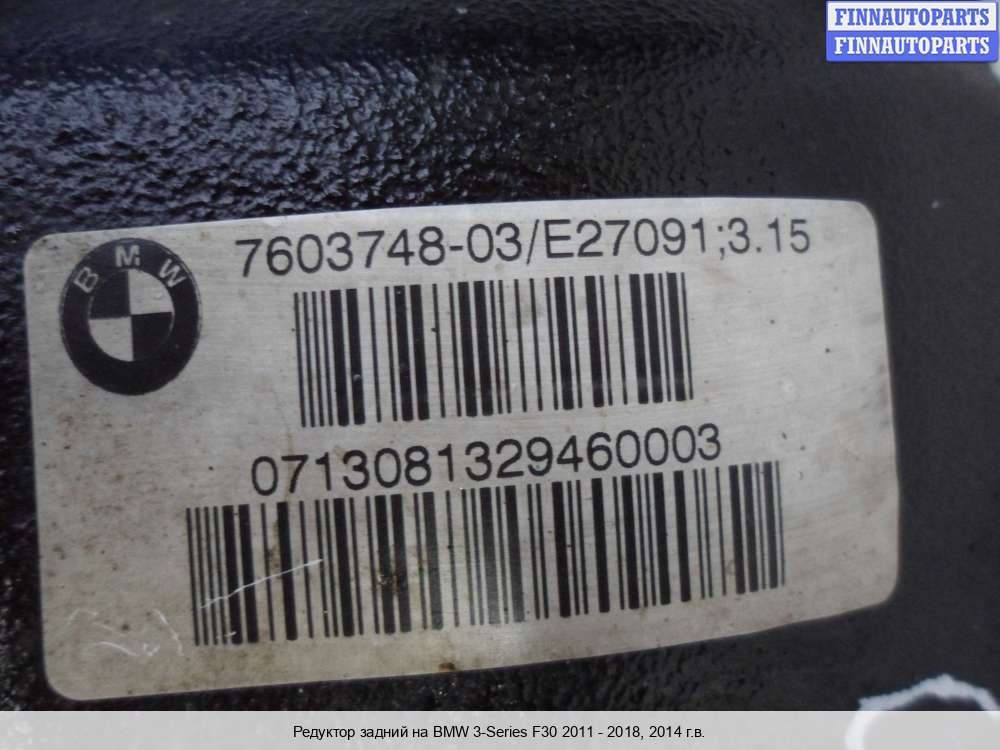 FINNAUTOPARTS
FINNAUTOPARTS
BMW
7603748-03/E27091;3.15
0713081329460003
Редуктор задний на BMW 3-Series F30 2011 - 2018, 2014 г.в.